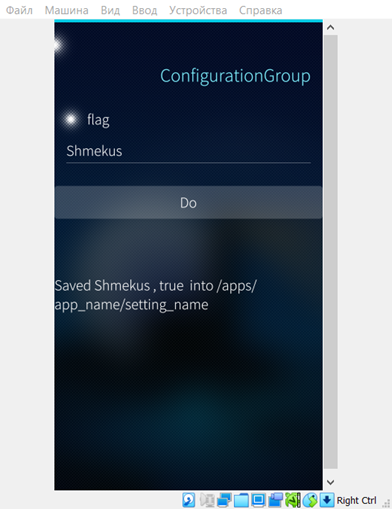 Файл Машина Вид Ввод Устройства Справка
ConfigurationGroup
flag
Shmekus
Do
Saved Shmekus , true into /apps/
app_name/setting_name
Right Ctrl